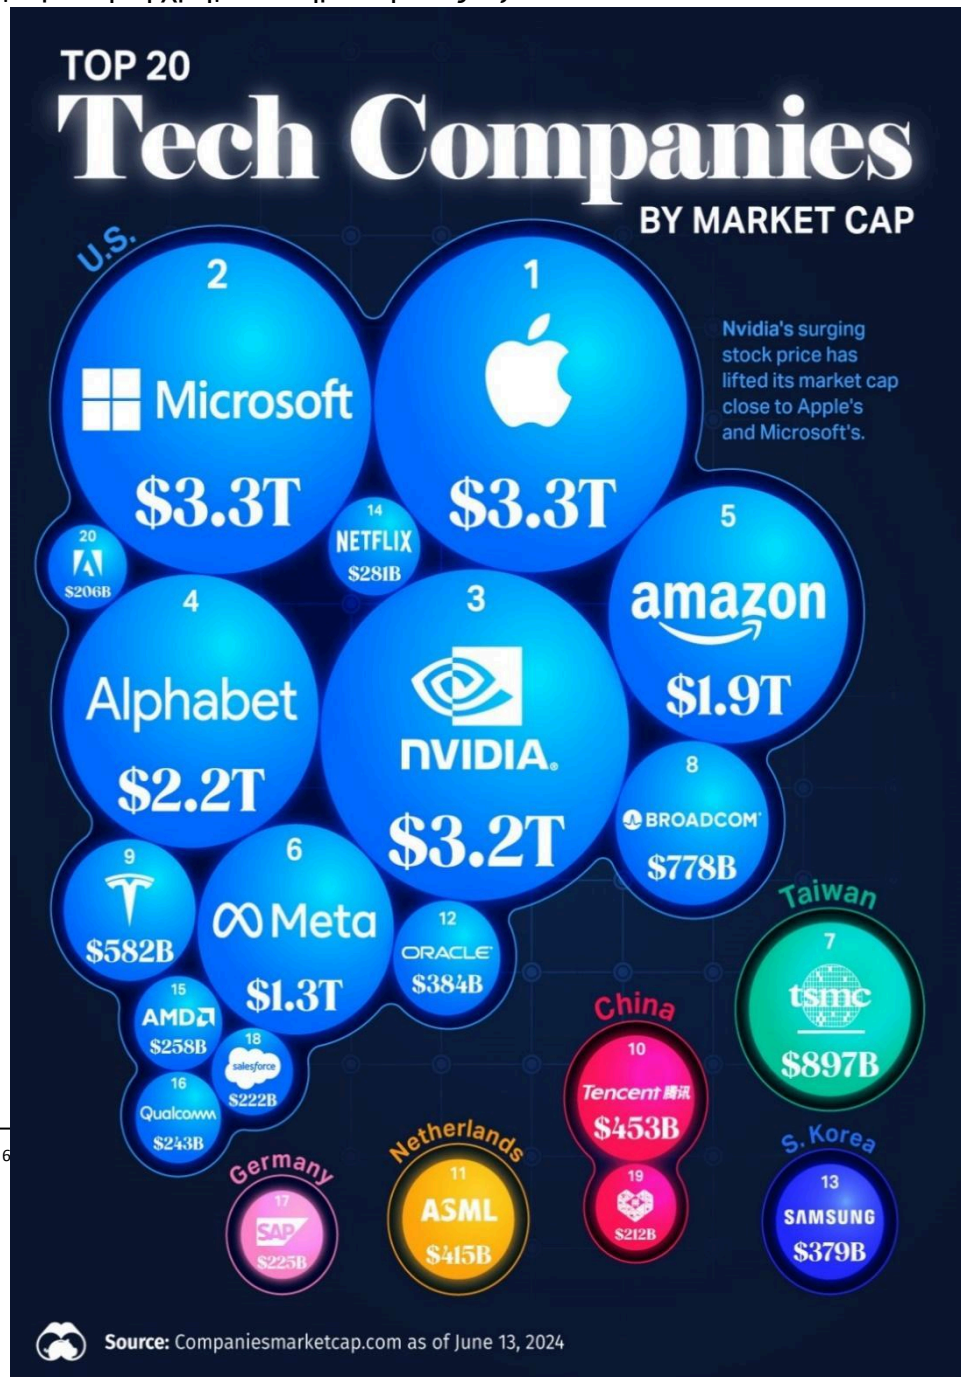 TOP 20
Tech Companies
BY MARKET CAP
U.S.
2
Microsoft
$3.3T
1
$3.3T
Nvidia's surging
stock price has
lifted its market cap
close to Apple's
and Microsoft's.
20
$206B
14
NETFLIX
$281B
5
amazon
$1.9T
4
Alphabet
$2.2T
3
NVIDIA.
$3.2T
8
BROADCOM
$778B
9
$582B
6
Meta
$1.3T
12
ORACLE
$384B
15
AMD
$258B
18
salesforce
$222B
16
Qualcomm
$243B
Taiwan
7
tsmc
$897B
China
10
Tencent 腾讯
$453B
19
$212B
S. Korea
13
SAMSUNG
$379B
Netherlands
11
ASML
$415B
Germany
17
SAP
$225B
6
Source: Companiesmarketcap.com as of June 13, 2024